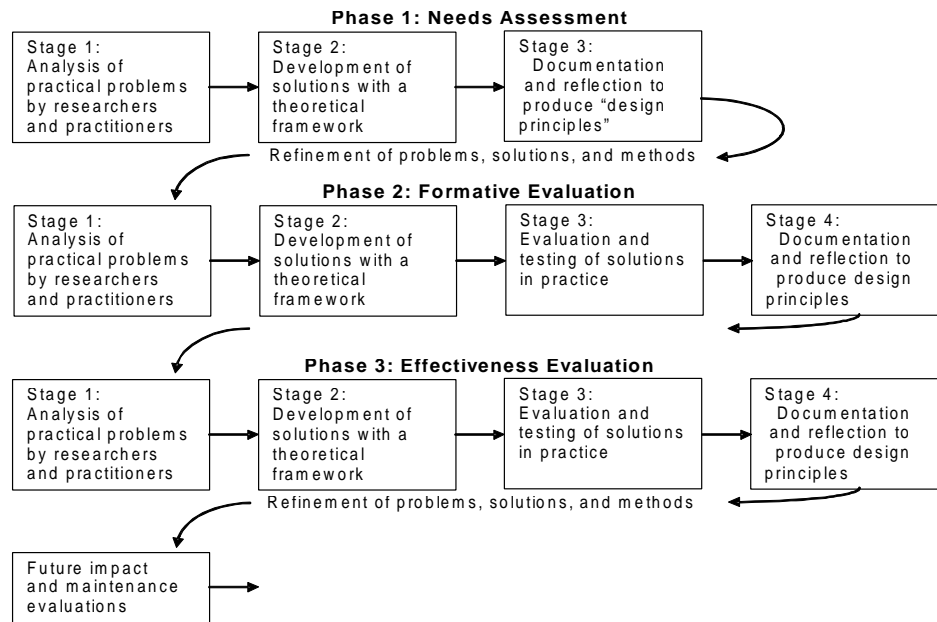 Phase 1: Needs Assessment
Stage 1:
Analysis of
practical problems
by researchers
and practitioners
Stage 2:
Development of
solutions with a
theoretical
framework
Stage 3:
Documentation
and reflection to
produce “design
principles”
Refinement of problems, solutions, and methods
Phase 2: Formative Evaluation
Stage 1:
Analysis of
practical problems
by researchers
and practitioners
Stage 2:
Development of
solutions with a
theoretical
framework
Stage 3:
Evaluation and
testing of solutions
in practice
Stage 4:
Documentation
and reflection to
produce design
principles
Phase 3: Effectiveness Evaluation
Stage 1:
Analysis of
practical problems
by researchers
and practitioners
Stage 2:
Development of
solutions with a
theoretical
framework
Stage 3:
Evaluation and
testing of solutions
in practice
Stage 4:
Documentation
and reflection to
produce design
principles
Refinement of problems, solutions, and methods
Future impact
and maintenance
evaluations